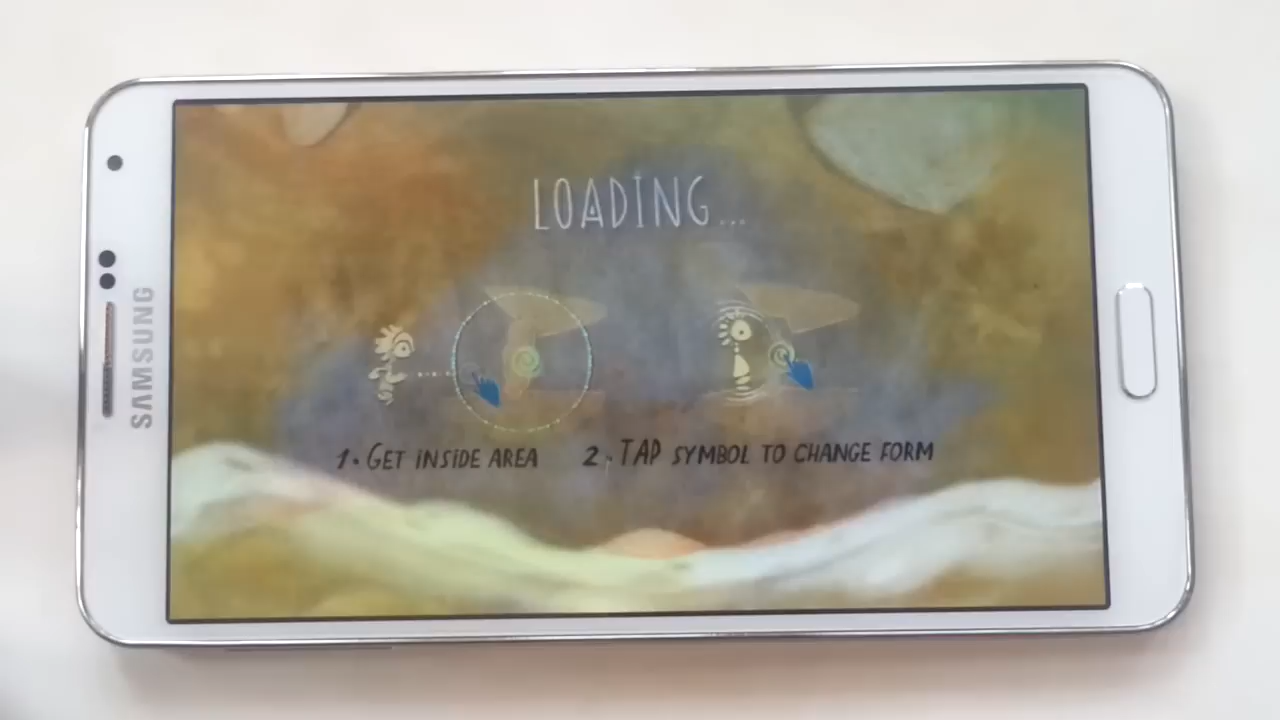 SAMSUNG
LOADING...
1. GET INSIDE AREA
2. TAP SYMBOL TO CHANGE FORM